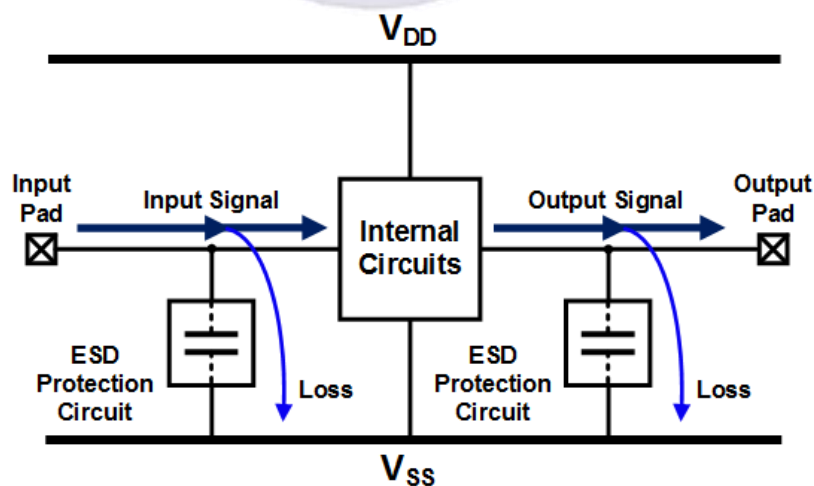 VDD
Input
Pad
Input Signal
Internal
Circuits
Output Signal
Output
Pad
ESD
Protection
Circuit
Loss
ESD
Protection
Circuit
Loss
VSS